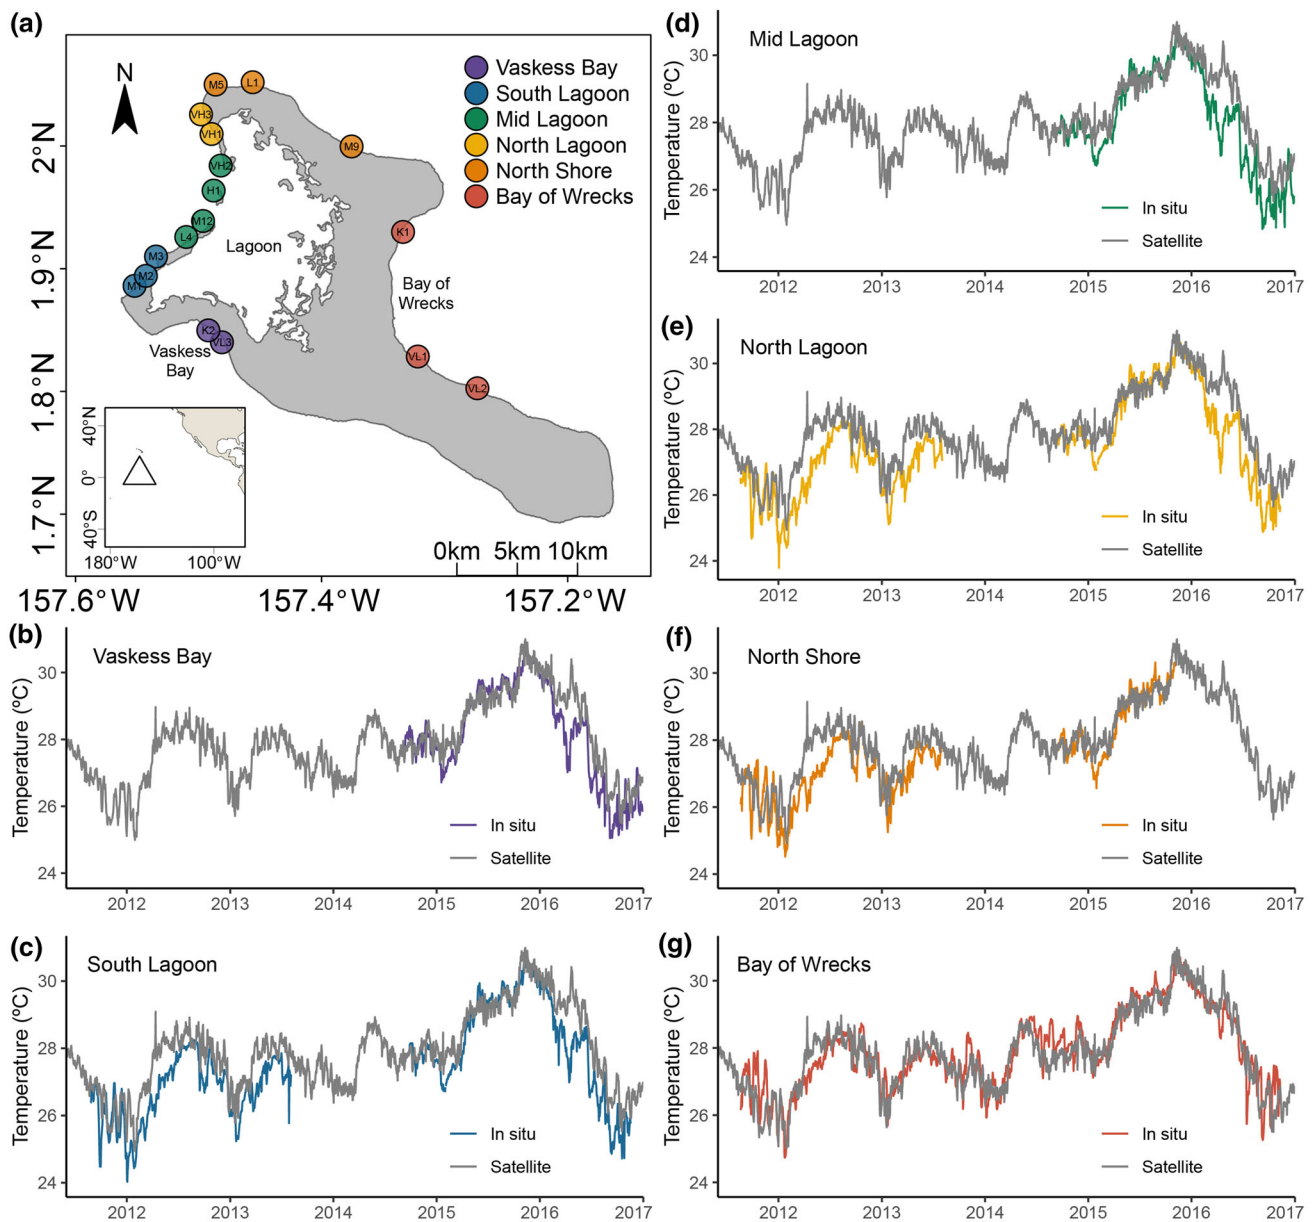 (a)
N
M5
L1
VH3
VH1
M9
VH2
H1
M12
L4
K1
M3
M2
M1
K2
VL3
VL1
VL2
Lagoon
Bay of
Wrecks
Vaskess
Bay
Vaskess Bay
South Lagoon
Mid Lagoon
North Lagoon
North Shore
Bay of Wrecks
2°N
1.9°N
1.8°N
1.7°N
40°N
0°
40°S
180°W 100°W
0km 5km 10km
157.6°W 157.4°W 157.2°W
(b)
Vaskess Bay
Temperature (ºC)
30
28
26
24
In situ
Satellite
2012 2013 2014 2015 2016 2017
(c)
South Lagoon
Temperature (ºC)
30
28
26
24
In situ
Satellite
2012 2013 2014 2015 2016 2017
(d)
Mid Lagoon
Temperature (ºC)
30
28
26
24
In situ
Satellite
2012 2013 2014 2015 2016 2017
(e)
North Lagoon
Temperature (ºC)
30
28
26
24
In situ
Satellite
2012 2013 2014 2015 2016 2017
(f)
North Shore
Temperature (ºC)
30
28
26
24
In situ
Satellite
2012 2013 2014 2015 2016 2017
(g)
Bay of Wrecks
Temperature (ºC)
30
28
26
24
In situ
Satellite
2012 2013 2014 2015 2016 2017